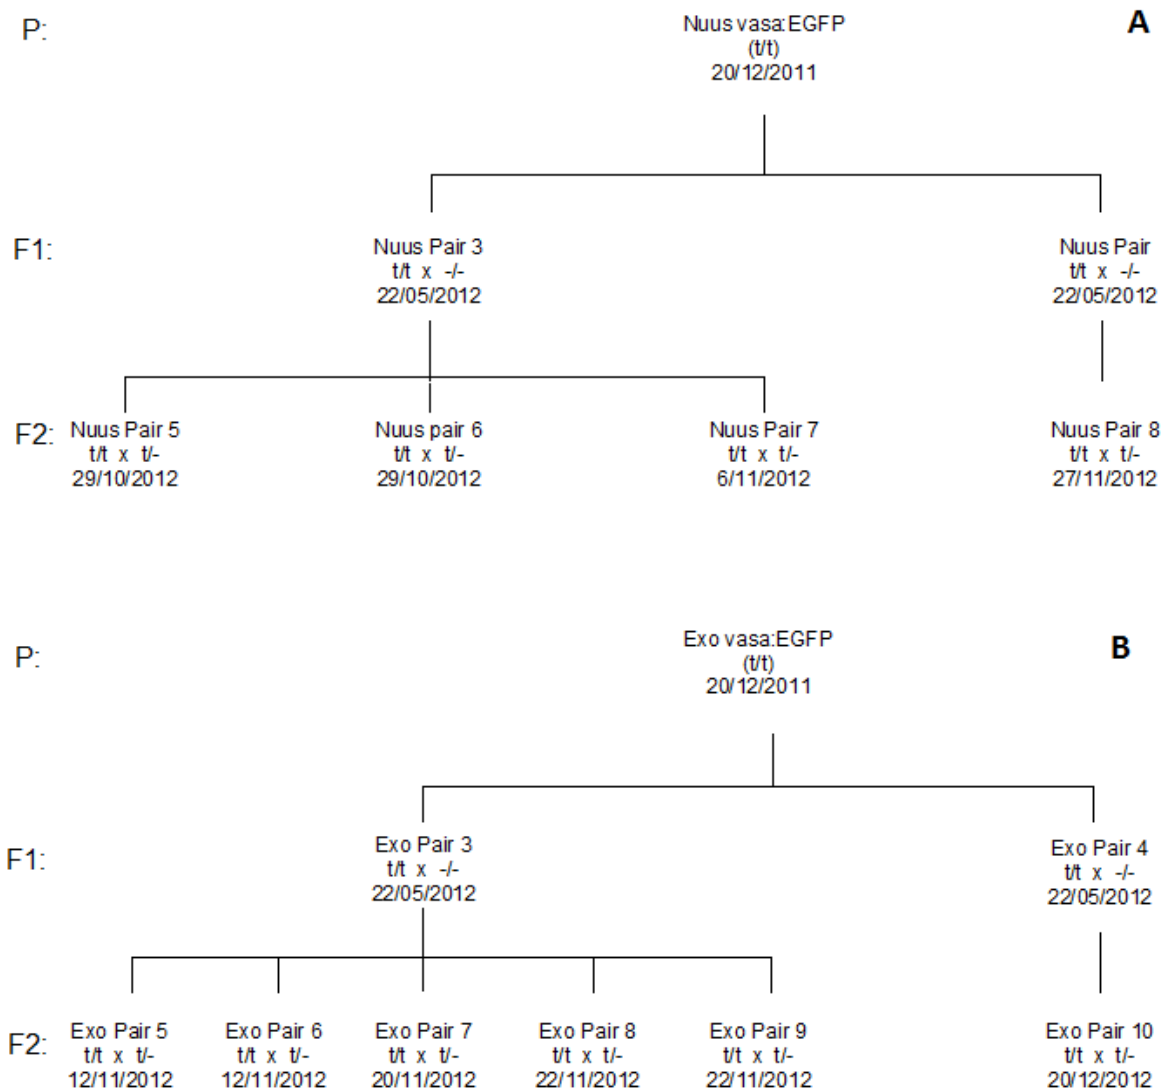 P:
Nuus vasa:EGFP
(t/t)
20/12/2011
A
F1:
Nuus Pair 3
t/t x -/-
22/05/2012
Nuus Pair
t/t x -/-
22/05/2012
F2:
Nuus Pair 5
t/t x t/-
29/10/2012
Nuus pair 6
t/t x t/-
29/10/2012
Nuus Pair 7
t/t x t/-
6/11/2012
Nuus Pair 8
t/t x t/-
27/11/2012
P:
Exo vasa:EGFP
(t/t)
20/12/2011
B
F1:
Exo Pair 3
t/t x -/-
22/05/2012
Exo Pair 4
t/t x -/-
22/05/2012
F2:
Exo Pair 5
t/t x t/-
12/11/2012
Exo Pair 6
t/t x t/-
12/11/2012
Exo Pair 7
t/t x t/-
20/11/2012
Exo Pair 8
t/t x t/-
22/11/2012
Exo Pair 9
t/t x t/-
22/11/2012
Exo Pair 10
t/t x t/-
20/12/2012